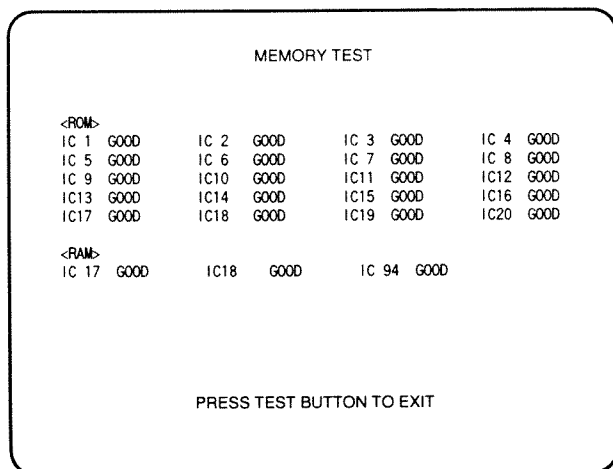 MEMORY TEST
<ROM>
IC 1 GOOD IC 2 GOOD IC 3 GOOD IC 4 GOOD
IC 5 GOOD IC 6 GOOD IC 7 GOOD IC 8 GOOD
IC 9 GOOD IC10 GOOD IC11 GOOD IC12 GOOD
IC13 GOOD IC14 GOOD IC15 GOOD IC16 GOOD
IC17 GOOD IC18 GOOD IC19 GOOD IC20 GOOD
<RAM>
IC 17 GOOD IC18 GOOD IC 94 GOOD
PRESS TEST BUTTON TO EXIT